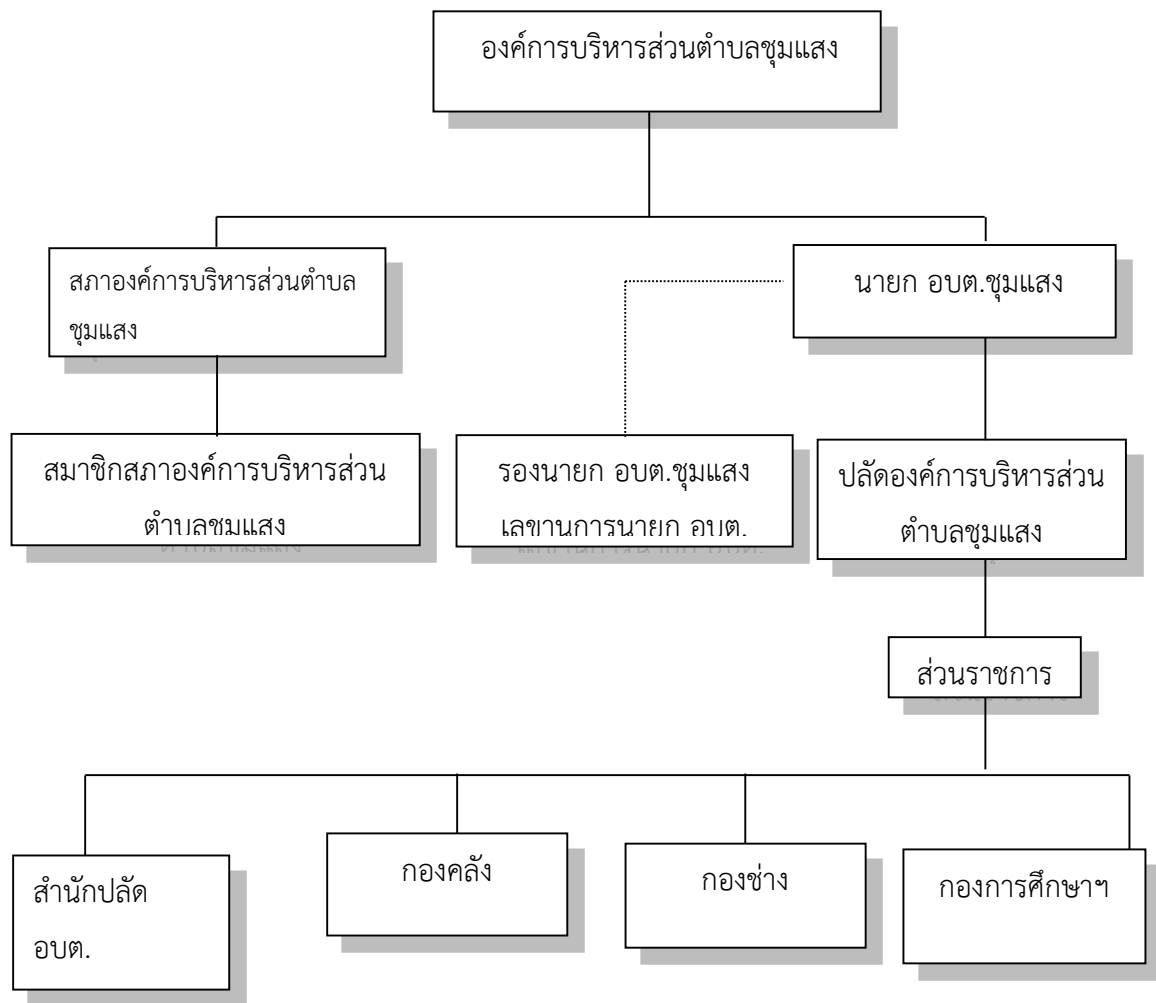 องค์การบริหารส่วนตำบลชุมแสง
สภาองค์การบริหารส่วนตำบล
ชุมแสง
นายก อบต.ชุมแสง
สมาชิกสภาองค์การบริหารส่วน
ตำบลชุมแสง
รองนายก อบต.ชุมแสง
เลขานุการนายก อบต.
ปลัดองค์การบริหารส่วน
ตำบลชุมแสง
ส่วนราชการ
สำนักปลัด
อบต.
กองคลัง
กองช่าง
กองการศึกษาฯ